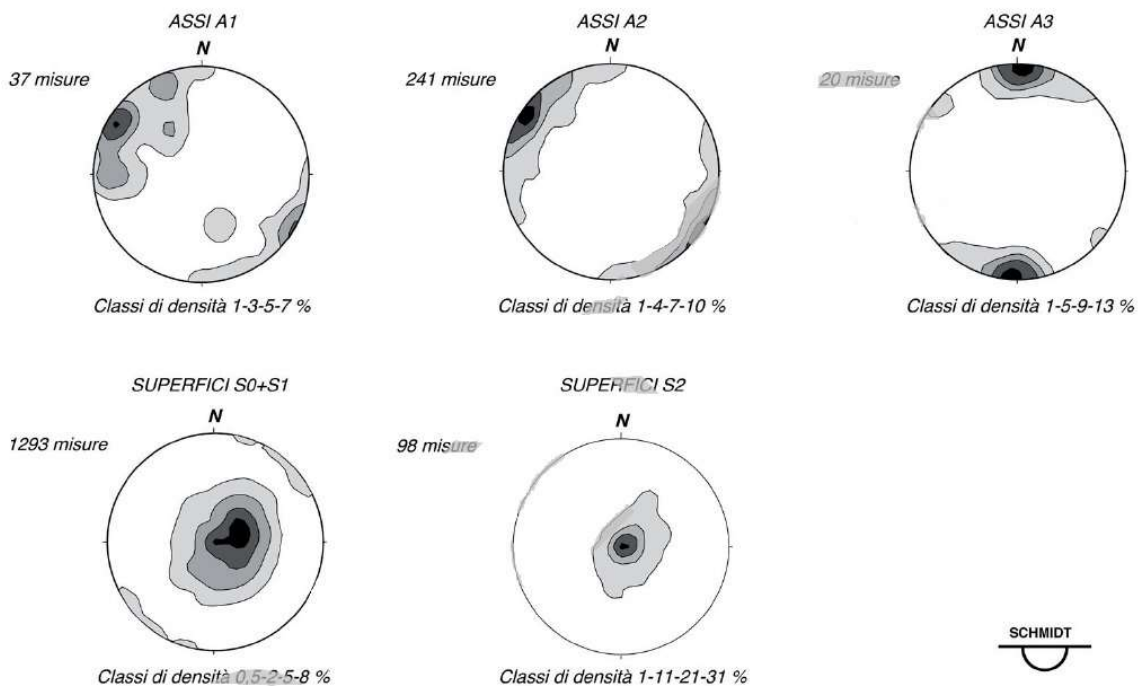 ASSI A1
N
37 misure
Classi di densità 1-3-5-7 %
ASSI A2
N
241 misure
Classi di densità 1-4-7-10 %
ASSI A3
N
20 misure
Classi di densità 1-5-9-13 %
SUPERFICI S0+S1
N
1293 misure
Classi di densità 0,5-2-5-8 %
SUPERFICI S2
N
98 misure
Classi di densità 1-11-21-31 %
SCHMIDT